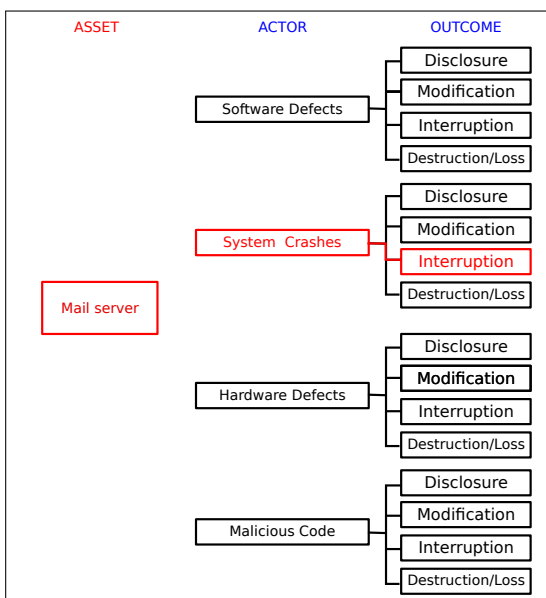 ASSET ACTOR OUTCOME
Disclosure
Modification
Software Defects
Interruption
Destruction/Loss
Disclosure
Modification
System Crashes
Interruption
Destruction/Loss
Mail server
Disclosure
Modification
Hardware Defects
Interruption
Destruction/Loss
Disclosure
Modification
Malicious Code
Interruption
Destruction/Loss